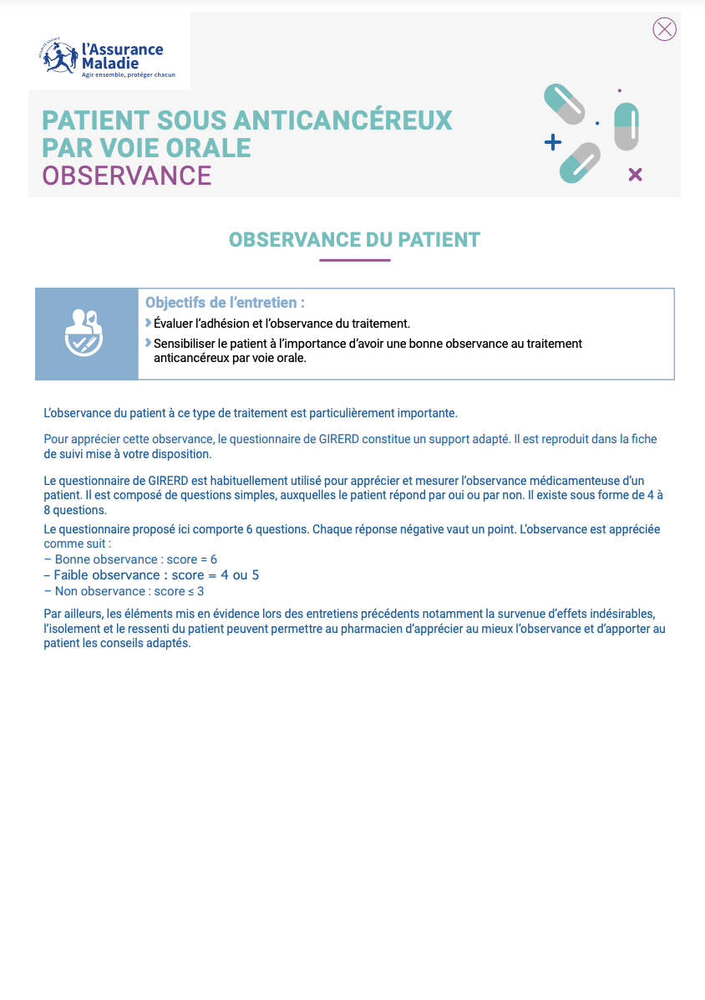 SÉCURITÉ SOCIALE
l'Assurance
Maladie
Agir ensemble, protéger chacun
PATIENT SOUS ANTICANCÉREUX
PAR VOIE ORALE
OBSERVANCE
OBSERVANCE DU PATIENT
Objectifs de l'entretien :
Évaluer l'adhésion et l'observance du traitement.
Sensibiliser le patient à l'importance d'avoir une bonne observance au traitement
anticancéreux par voie orale.
L'observance du patient à ce type de traitement est particulièrement importante.
Pour apprécier cette observance, le questionnaire de GIRERD constitue un support adapté. Il est reproduit dans la fiche
de suivi mise à votre disposition.
Le questionnaire de GIRERD est habituellement utilisé pour apprécier et mesurer l'observance médicamenteuse d'un
patient. Il est composé de questions simples, auxquelles le patient répond par oui ou par non. Il existe sous forme de 4 à
8 questions.
Le questionnaire proposé ici comporte 6 questions. Chaque réponse négative vaut un point. L'observance est appréciée
comme suit :
– Bonne observance : score = 6
– Faible observance : score = 4 ou 5
– Non observance : score ≤ 3
Par ailleurs, les éléments mis en évidence lors des entretiens précédents notamment la survenue d'effets indésirables,
l'isolement et le ressenti du patient peuvent permettre au pharmacien d'apprécier au mieux l'observance et d'apporter au
patient les conseils adaptés.